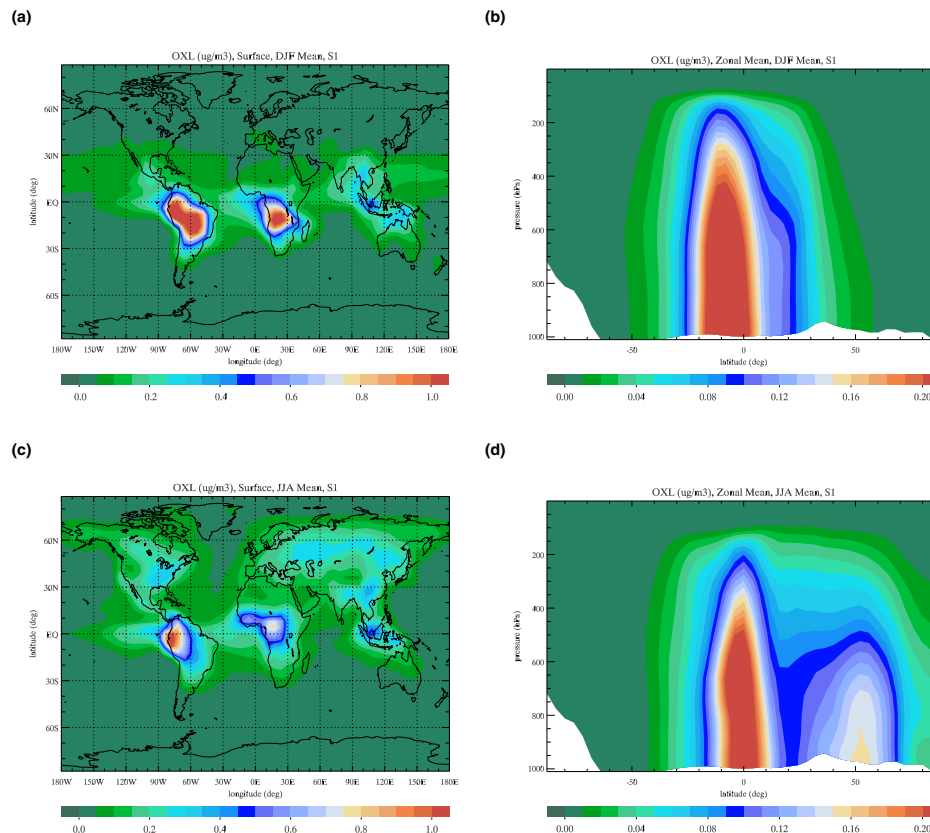 (a)
OXL (ug/m3), Surface, DJF Mean, S1
latitude (deg)
60N
30N
EQ
30S
60S
180W 150W 120W 90W 60W 30W 0E 30E 60E 90E 120E 150E 180E
longitude (deg)
0.0 0.2 0.4 0.6 0.8 1.0
(b)
OXL (ug/m3), Zonal Mean, DJF Mean, S1
pressure (hPa)
200
400
600
800
1000
-50 0 50
latitude (deg)
0.00 0.04 0.08 0.12 0.16 0.20
(c)
OXL (ug/m3), Surface, JJA Mean, S1
latitude (deg)
60N
30N
EQ
30S
60S
180W 150W 120W 90W 60W 30W 0E 30E 60E 90E 120E 150E 180E
longitude (deg)
0.0 0.2 0.4 0.6 0.8 1.0
(d)
OXL (ug/m3), Zonal Mean, JJA Mean, S1
pressure (hPa)
200
400
600
800
1000
-50 0 50
latitude (deg)
0.00 0.04 0.08 0.12 0.16 0.20